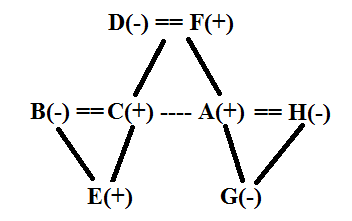 D(-) == F(+)
B(-) == C(+) ---- A(+) == H(-)
E(+) G(-)